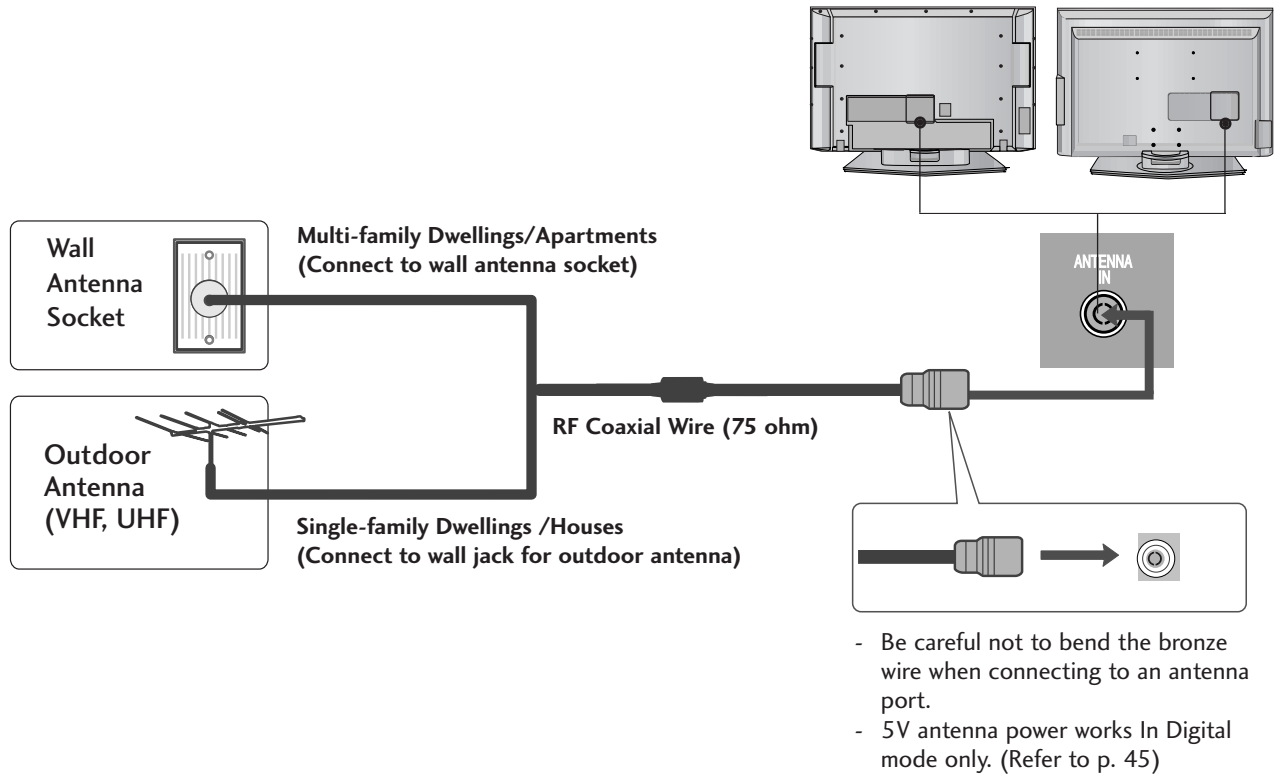 ANTENNA
IN
Wall
Antenna
Socket
Multi-family Dwellings/Apartments
(Connect to wall antenna socket)
RF Coaxial Wire (75 ohm)
Outdoor
Antenna
(VHF, UHF)
Single-family Dwellings /Houses
(Connect to wall jack for outdoor antenna)
- Be careful not to bend the bronze
wire when connecting to an antenna
port.
- 5V antenna power works In Digital
mode only. (Refer to p. 45)